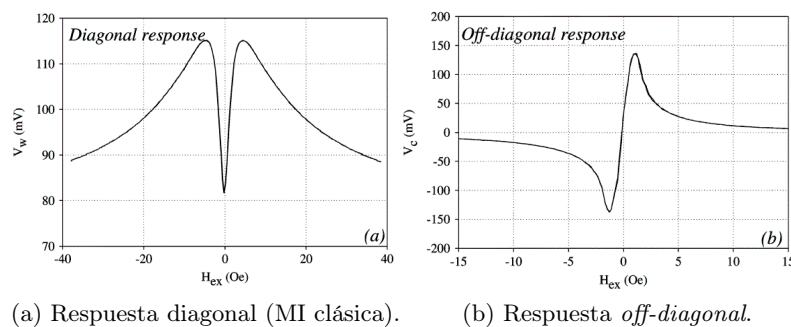 Diagonal response
120
110
100
90
80
70
V_w (mV)
-40
-20
0
20
40
H_ex (Oe)
(a)
Off-diagonal response
200
150
100
50
0
-50
-100
-150
-200
V_c (mV)
-15
-10
-5
0
5
10
15
H_ex (Oe)
(b)
(a) Respuesta diagonal (MI clásica).
(b) Respuesta off-diagonal.